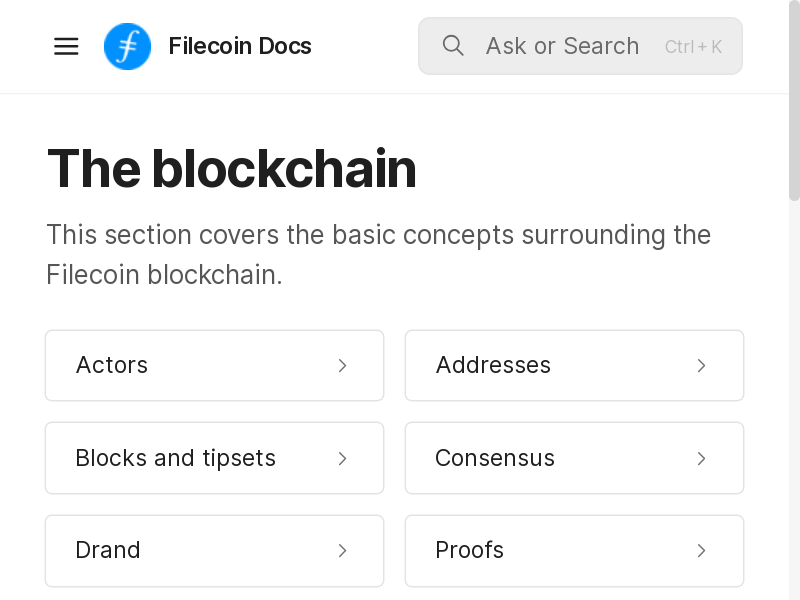 Filecoin Docs
Ask or Search
Ctrl + K
The blockchain
This section covers the basic concepts surrounding the
Filecoin blockchain.
Actors
Addresses
Blocks and tipsets
Consensus
Drand
Proofs